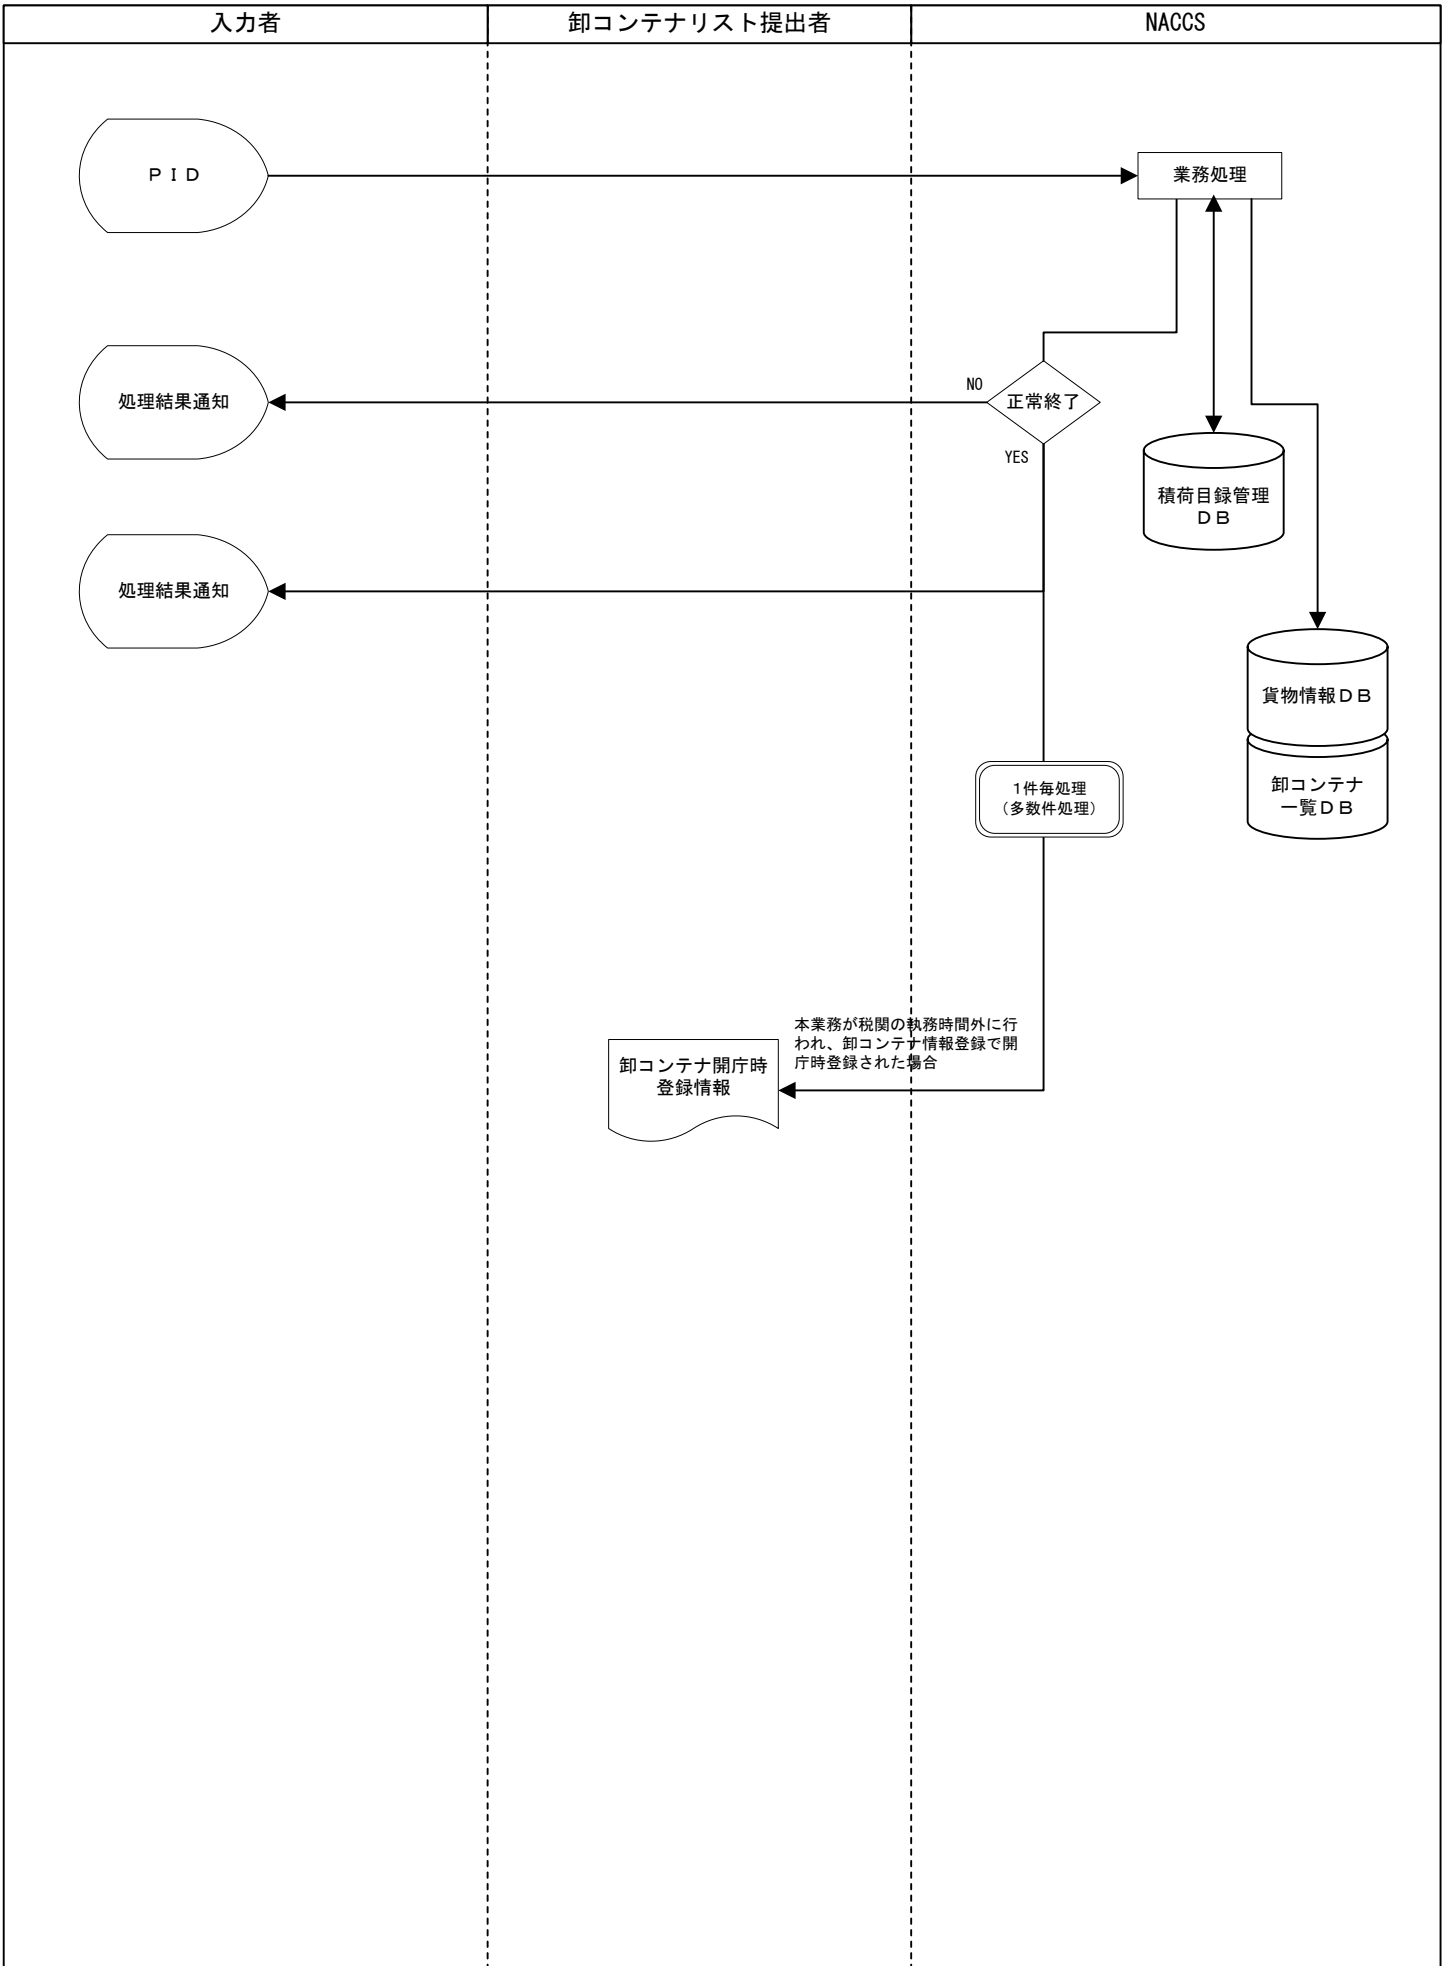 入力者
卸コンテナリスト提出者
NACCS
ＰＩＤ
業務処理
NO
処理結果通知
正常終了
YES
積荷目録管理
ＤＢ
処理結果通知
貨物情報ＤＢ
1件毎処理
（多数件処理）
卸コンテナ
一覧ＤＢ
本業務が税関の執務時間外に行
われ、卸コンテナ情報登録で開
庁時登録された場合
卸コンテナ開庁時
登録情報